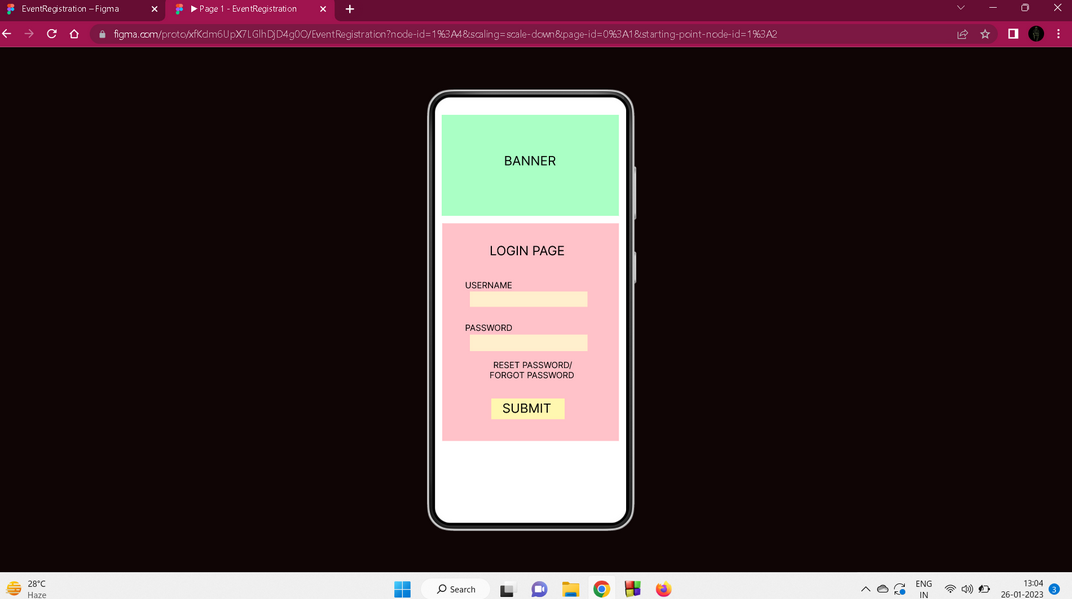 EventRegistration – Figma
▶ Page 1 - EventRegistration
figma.com/proto/xfKdm6UpX7LGlhDjD4g0O/EventRegistration?node-id=1%3A4&scaling=scale-down&page-id=0%3A1&starting-point-node-id=1%3A2
BANNER
LOGIN PAGE
USERNAME
PASSWORD
RESET PASSWORD/
FORGOT PASSWORD
SUBMIT
28°C
Haze
Search
ENG
IN
13:04
26-01-2023
3